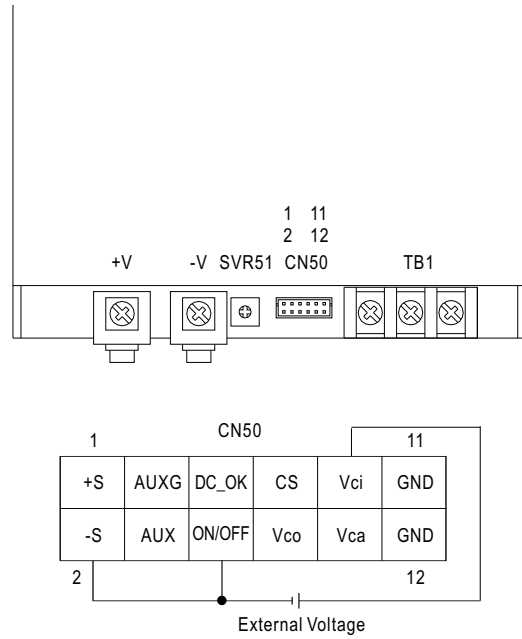 1 11
2 12
+V -V SVR51 CN50 TB1
CN50
1 11
+S AUXG DC_OK CS Vci GND
-S AUX ON/OFF Vco Vca GND
2 12
External Voltage